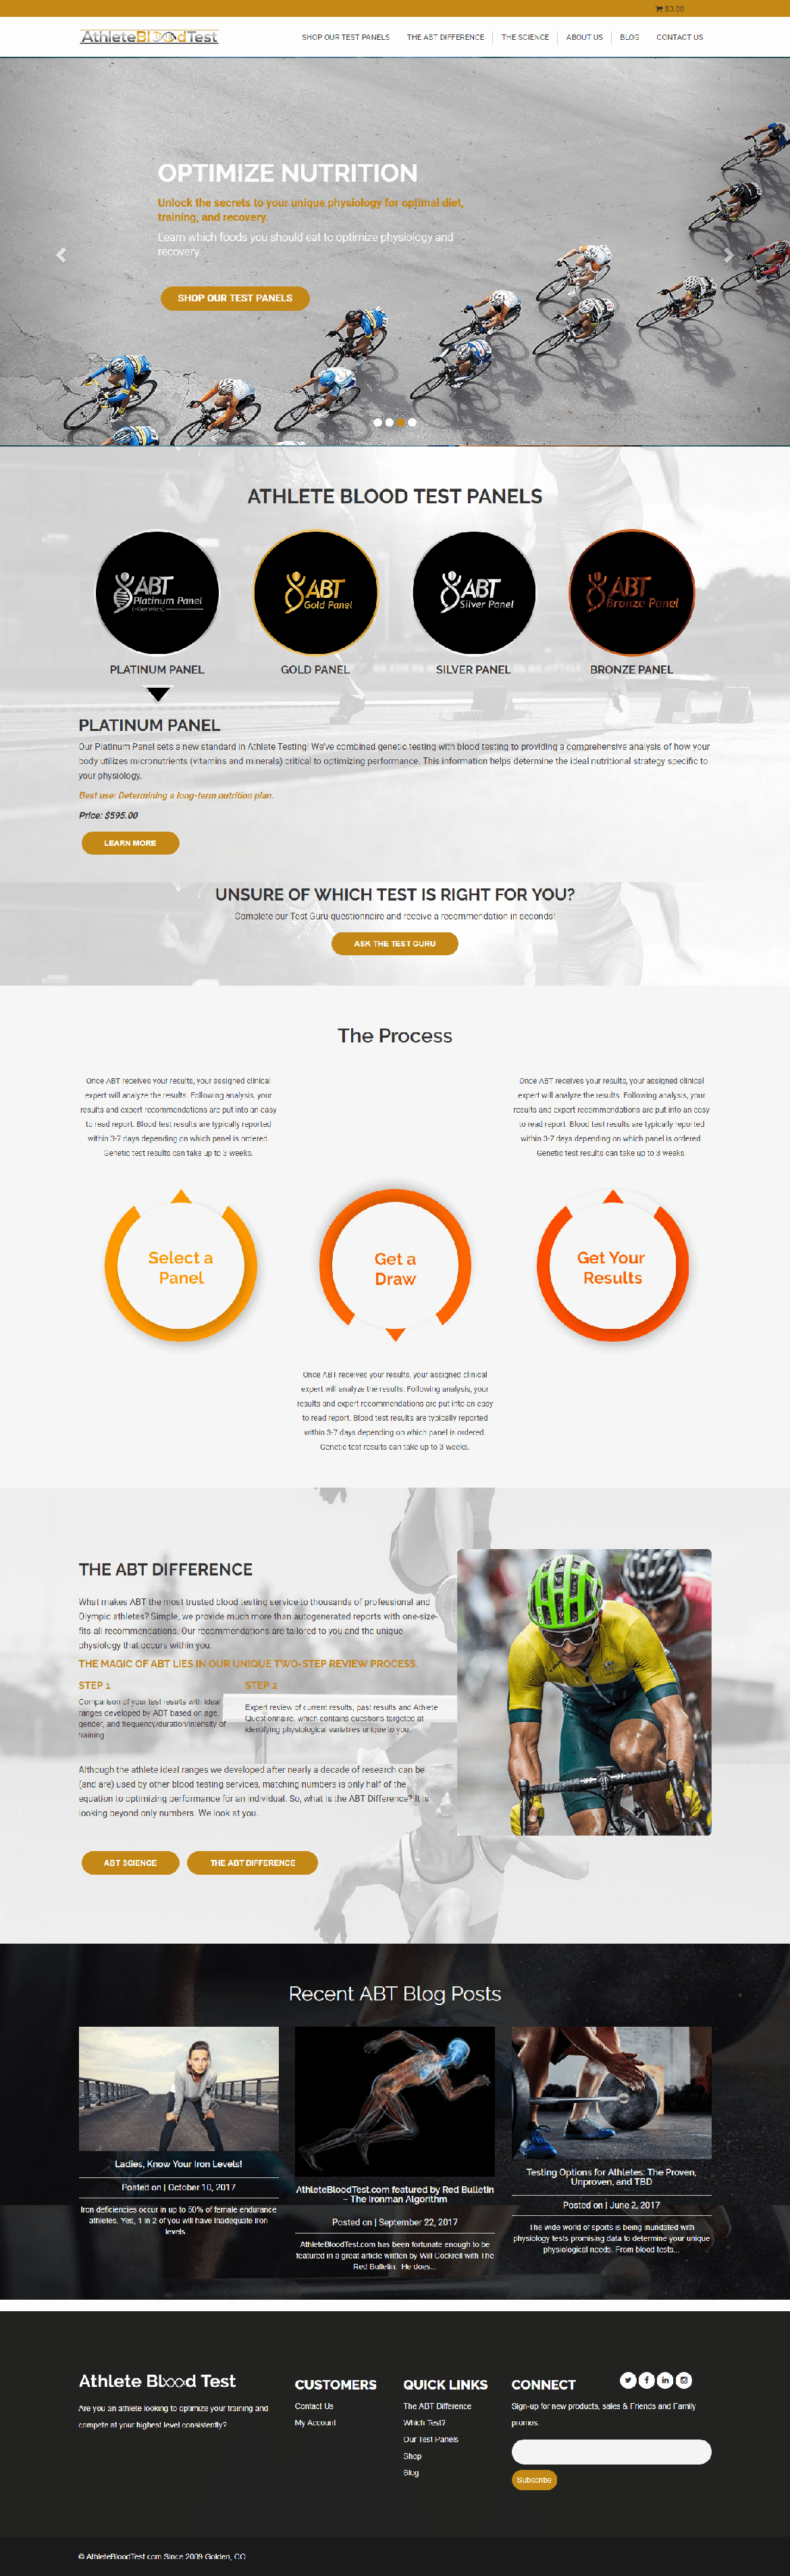 $0.00
AthleteBloodTest
SHOP OUR TEST PANELS THE ABT DIFFERENCE THE SCIENCE ABOUT US BLOG CONTACT US
OPTIMIZE NUTRITION
Unlock the secrets to your unique physiology for optimal diet,
training, and recovery.
Learn which foods you should eat to optimize physiology and
recovery.
SHOP OUR TEST PANELS
ATHLETE BLOOD TEST PANELS
ABT Platinum Panel (+Genetics)
ABT Gold Panel
ABT Silver Panel
ABT Bronze Panel
PLATINUM PANEL GOLD PANEL SILVER PANEL BRONZE PANEL
PLATINUM PANEL
Our Platinum Panel sets a new standard in Athlete Testing! We've combined genetic testing with blood testing to providing a comprehensive analysis of how your
body utilizes micronutrients (vitamins and minerals) critical to optimizing performance. This information helps determine the ideal nutritional strategy specific to
your physiology.
Best use: Determining a long-term nutrition plan.
Price: $595.00
LEARN MORE
UNSURE OF WHICH TEST IS RIGHT FOR YOU?
Complete our Test Guru questionnaire and receive a recommendation in seconds!
ASK THE TEST GURU
The Process
Once ABT receives your results, your assigned clinical
expert will analyze the results. Following analysis, your
results and expert recommendations are put into an easy
to read report. Blood test results are typically reported
within 3-7 days depending on which panel is ordered.
Genetic test results can take up to 3 weeks.
Once ABT receives your results, your assigned clinical
expert will analyze the results. Following analysis, your
results and expert recommendations are put into an easy
to read report. Blood test results are typically reported
within 3-7 days depending on which panel is ordered.
Genetic test results can take up to 3 weeks.
Select a
Panel
Get a
Draw
Get Your
Results
Once ABT receives your results, your assigned clinical
expert will analyze the results. Following analysis, your
results and expert recommendations are put into an easy
to read report. Blood test results are typically reported
within 3-7 days depending on which panel is ordered.
Genetic test results can take up to 3 weeks.
THE ABT DIFFERENCE
What makes ABT the most trusted blood testing service to thousands of professional and
Olympic athletes? Simple, we provide much more than autogenerated reports with one-size-
fits all recommendations. Our recommendations are tailored to you and the unique
physiology that occurs within you.
THE MAGIC OF ABT LIES IN OUR UNIQUE TWO-STEP REVIEW PROCESS.
STEP 1
Comparison of your test results with ideal
ranges developed by ABT based on age,
gender, and frequency/duration/intensity of
training
STEP 2
Expert review of current results, past results and Athlete
Questionnaire, which contains questions targeted at
identifying physiological variables unique to you.
Although the athlete ideal ranges we developed after nearly a decade of research can be
(and are) used by other blood testing services, matching numbers is only half of the
equation to optimizing performance for an individual. So, what is the ABT Difference? It is
looking beyond only numbers. We look at you.
ABT SCIENCE THE ABT DIFFERENCE
Recent ABT Blog Posts
Ladies, Know Your Iron Levels!
Posted on | October 10, 2017
Iron deficiencies occur in up to 50% of female endurance
athletes. Yes, 1 in 2 of you will have inadequate iron
levels
AthleteBloodTest.com featured by Red Bulletin
– The Ironman Algorithm
Posted on | September 22, 2017
AthleteBloodTest.com has been fortunate enough to be
featured in a great article written by Will Cockrell with The
Red Bulletin. He does...
Testing Options for Athletes: The Proven,
Unproven, and TBD
Posted on | June 2, 2017
The wide world of sports is being inundated with
physiology tests promising data to determine your unique
physiological needs. From blood tests...
Athlete Blood Test
Are you an athlete looking to optimize your training and
compete at your highest level consistently?
CUSTOMERS
Contact Us
My Account
QUICK LINKS
The ABT Difference
Which Test?
Our Test Panels
Shop
Blog
CONNECT
Sign-up for new products, sales & Friends and Family
promos.
Subscribe
© AthleteBloodTest.com Since 2009 Golden, CO